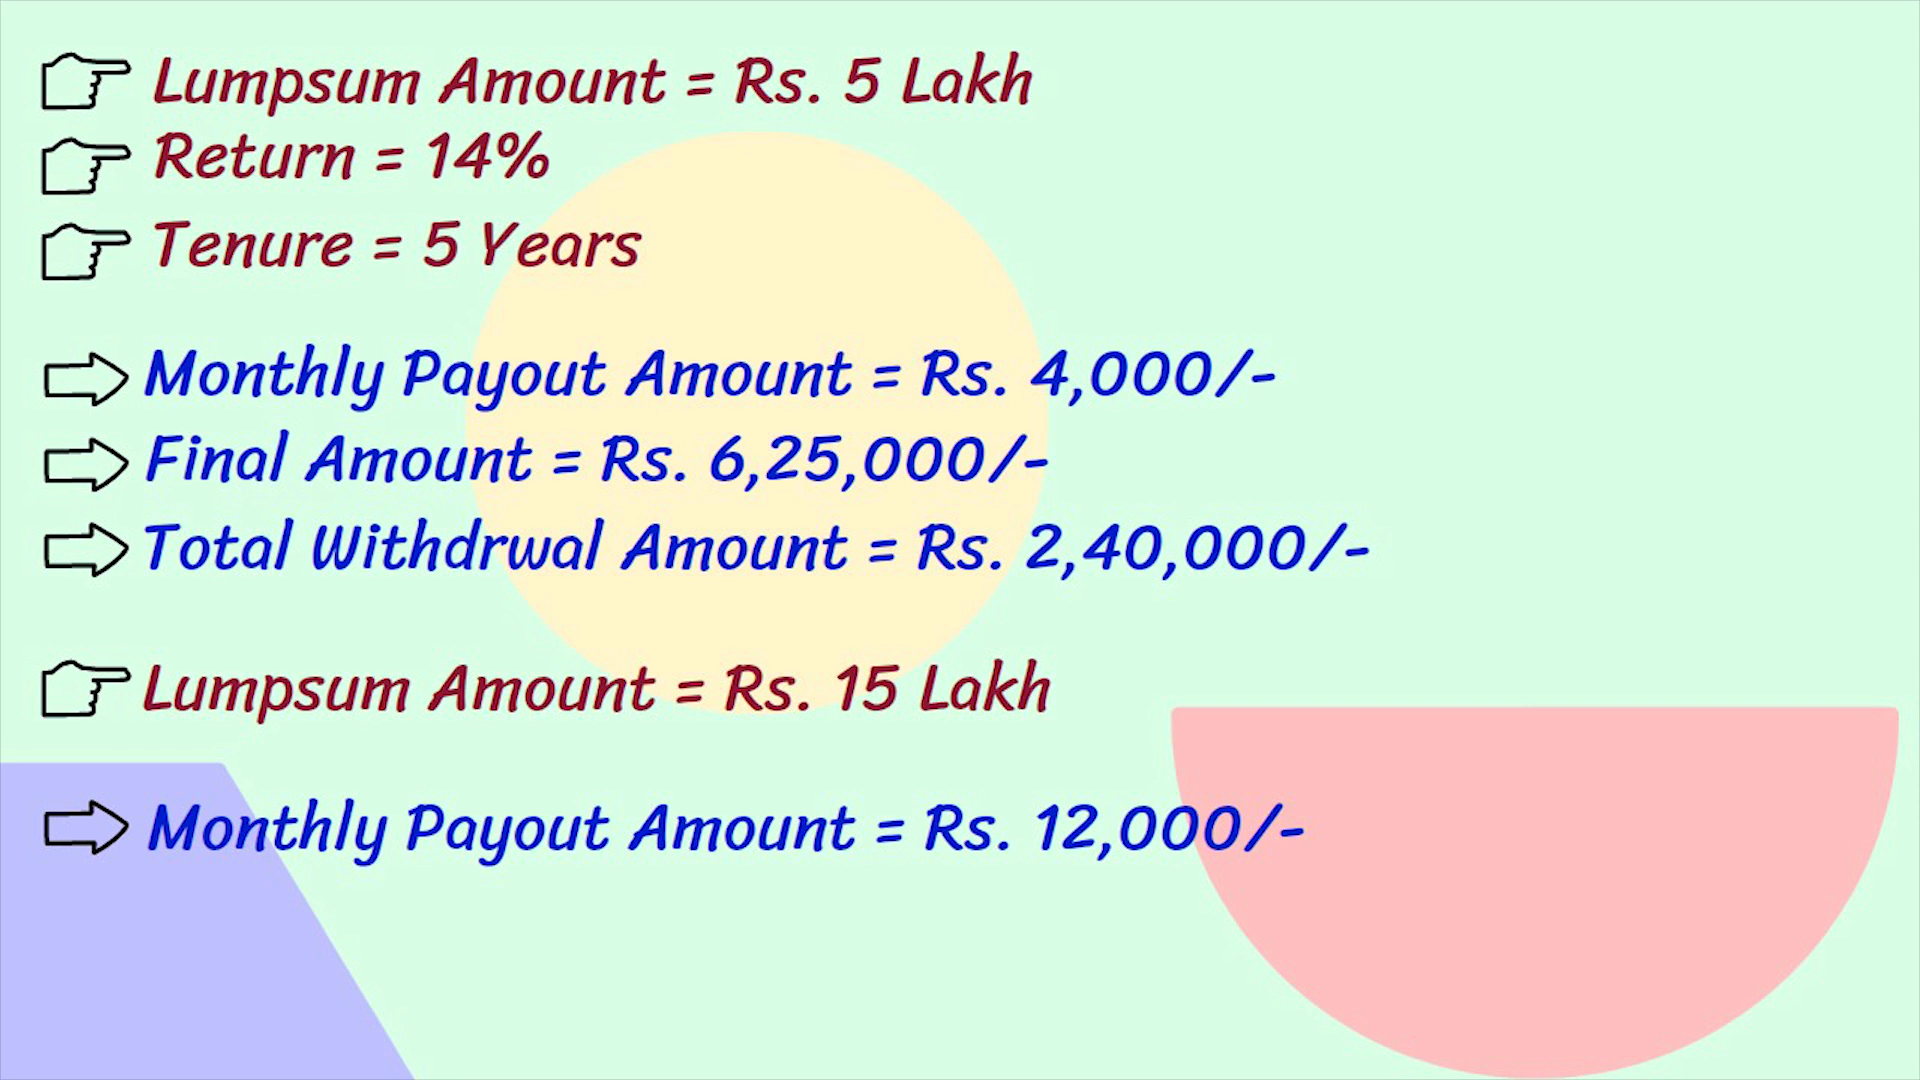 Lumpsum Amount = Rs. 5 Lakh
Return = 14%
Tenure = 5 Years
Monthly Payout Amount = Rs. 4,000/-
Final Amount = Rs. 6,25,000/-
Total Withdrwal Amount = Rs. 2,40,000/-
Lumpsum Amount = Rs. 15 Lakh
Monthly Payout Amount = Rs. 12,000/-